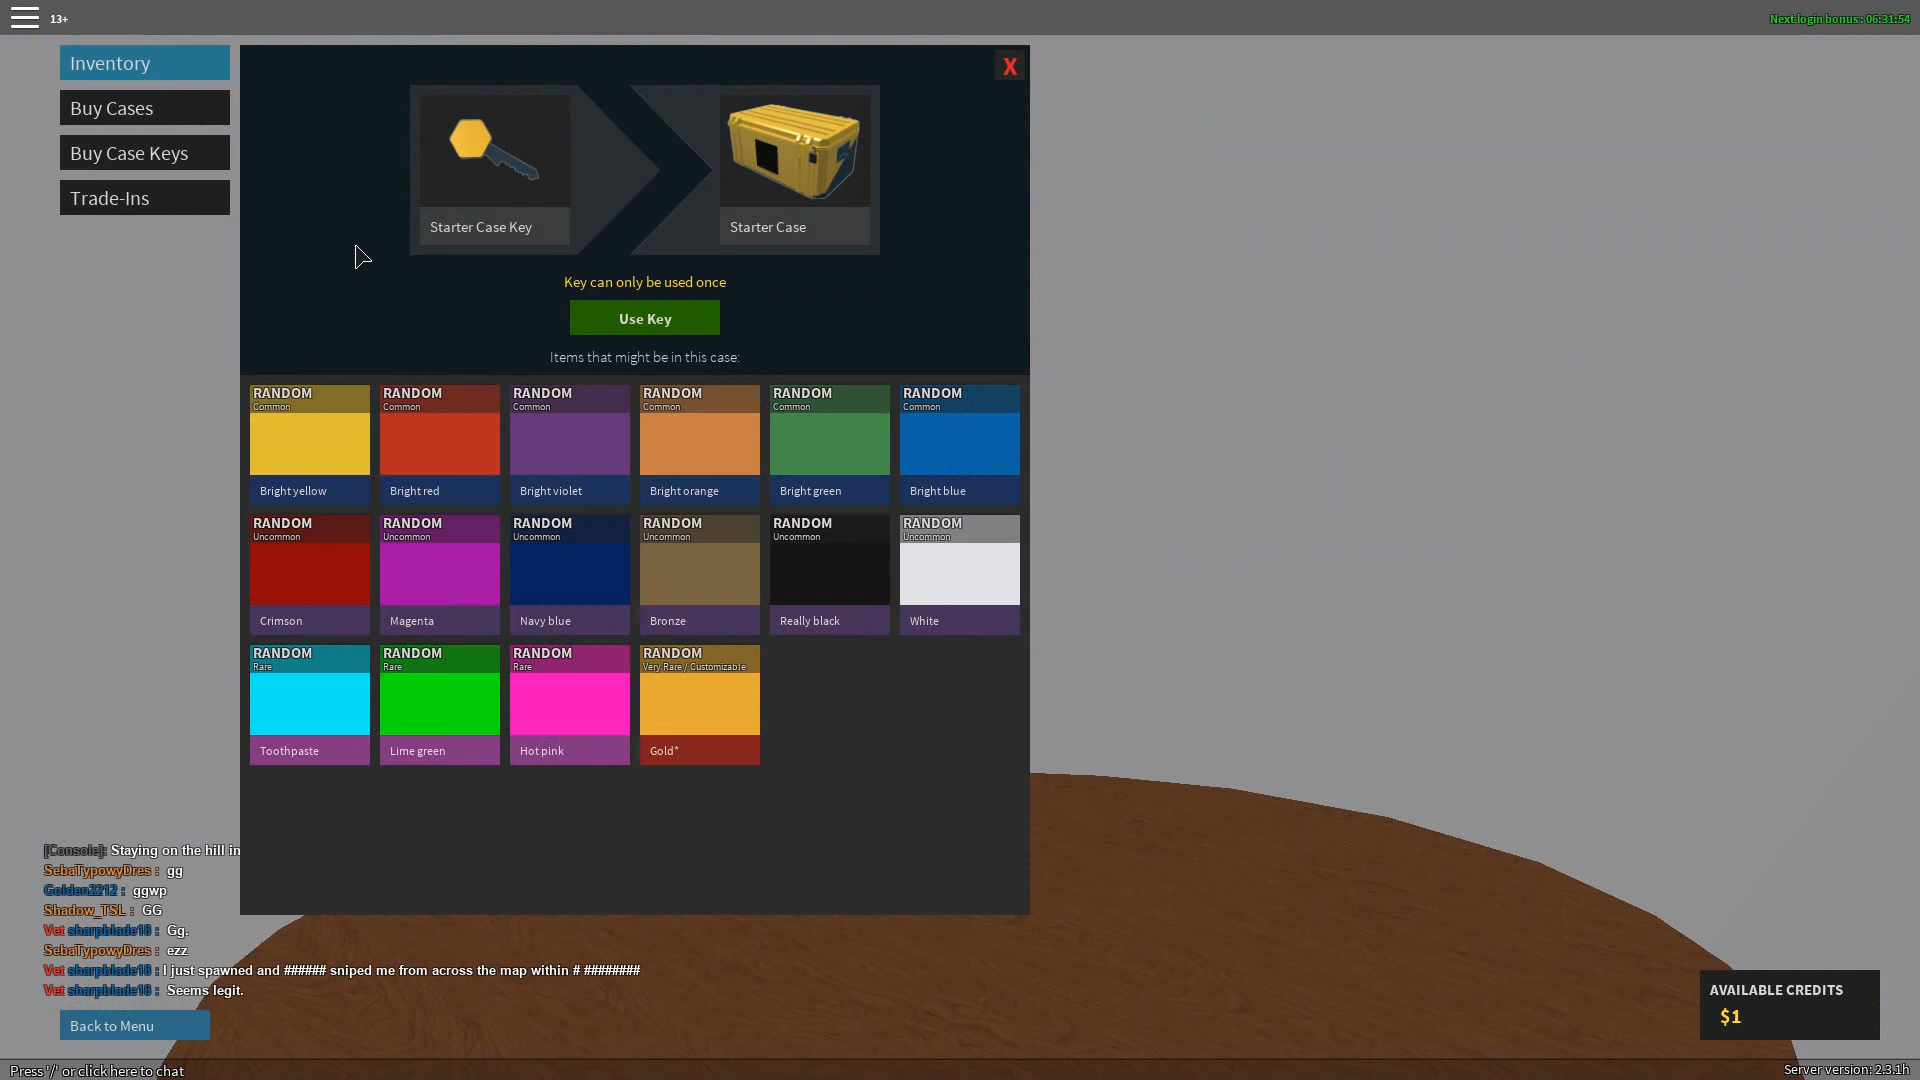 13+
Next login bonus : 06:31:54
Inventory
Buy Cases
Buy Case Keys
Trade-Ins
X
Starter Case Key
Starter Case
Key can only be used once
Use Key
Items that might be in this case:
RANDOM RANDOM RANDOM RANDOM RANDOM RANDOM
Common Common Common Common Common Common
Bright yellow Bright red Bright violet Bright orange Bright green Bright blue
RANDOM RANDOM RANDOM RANDOM RANDOM RANDOM
Uncommon Uncommon Uncommon Uncommon Uncommon Uncommon
Crimson Magenta Navy blue Bronze Really black White
RANDOM RANDOM RANDOM RANDOM
Rare Rare Rare Very Rare / Customizable
Toothpaste Lime green Hot pink Gold*
[Console]: Staying on the hill in
SebaTypowyDres : gg
Golden2212 : ggwp
Shadow_TSL : GG
Vet sharpblade18 : Gg.
SebaTypowyDres : ezz
Vet sharpblade18 : I just spawned and ###### sniped me from across the map within # ########
Vet sharpblade18 : Seems legit.
Back to Menu
AVAILABLE CREDITS
$1
Press '/' or click here to chat
Server version: 2.3.1h